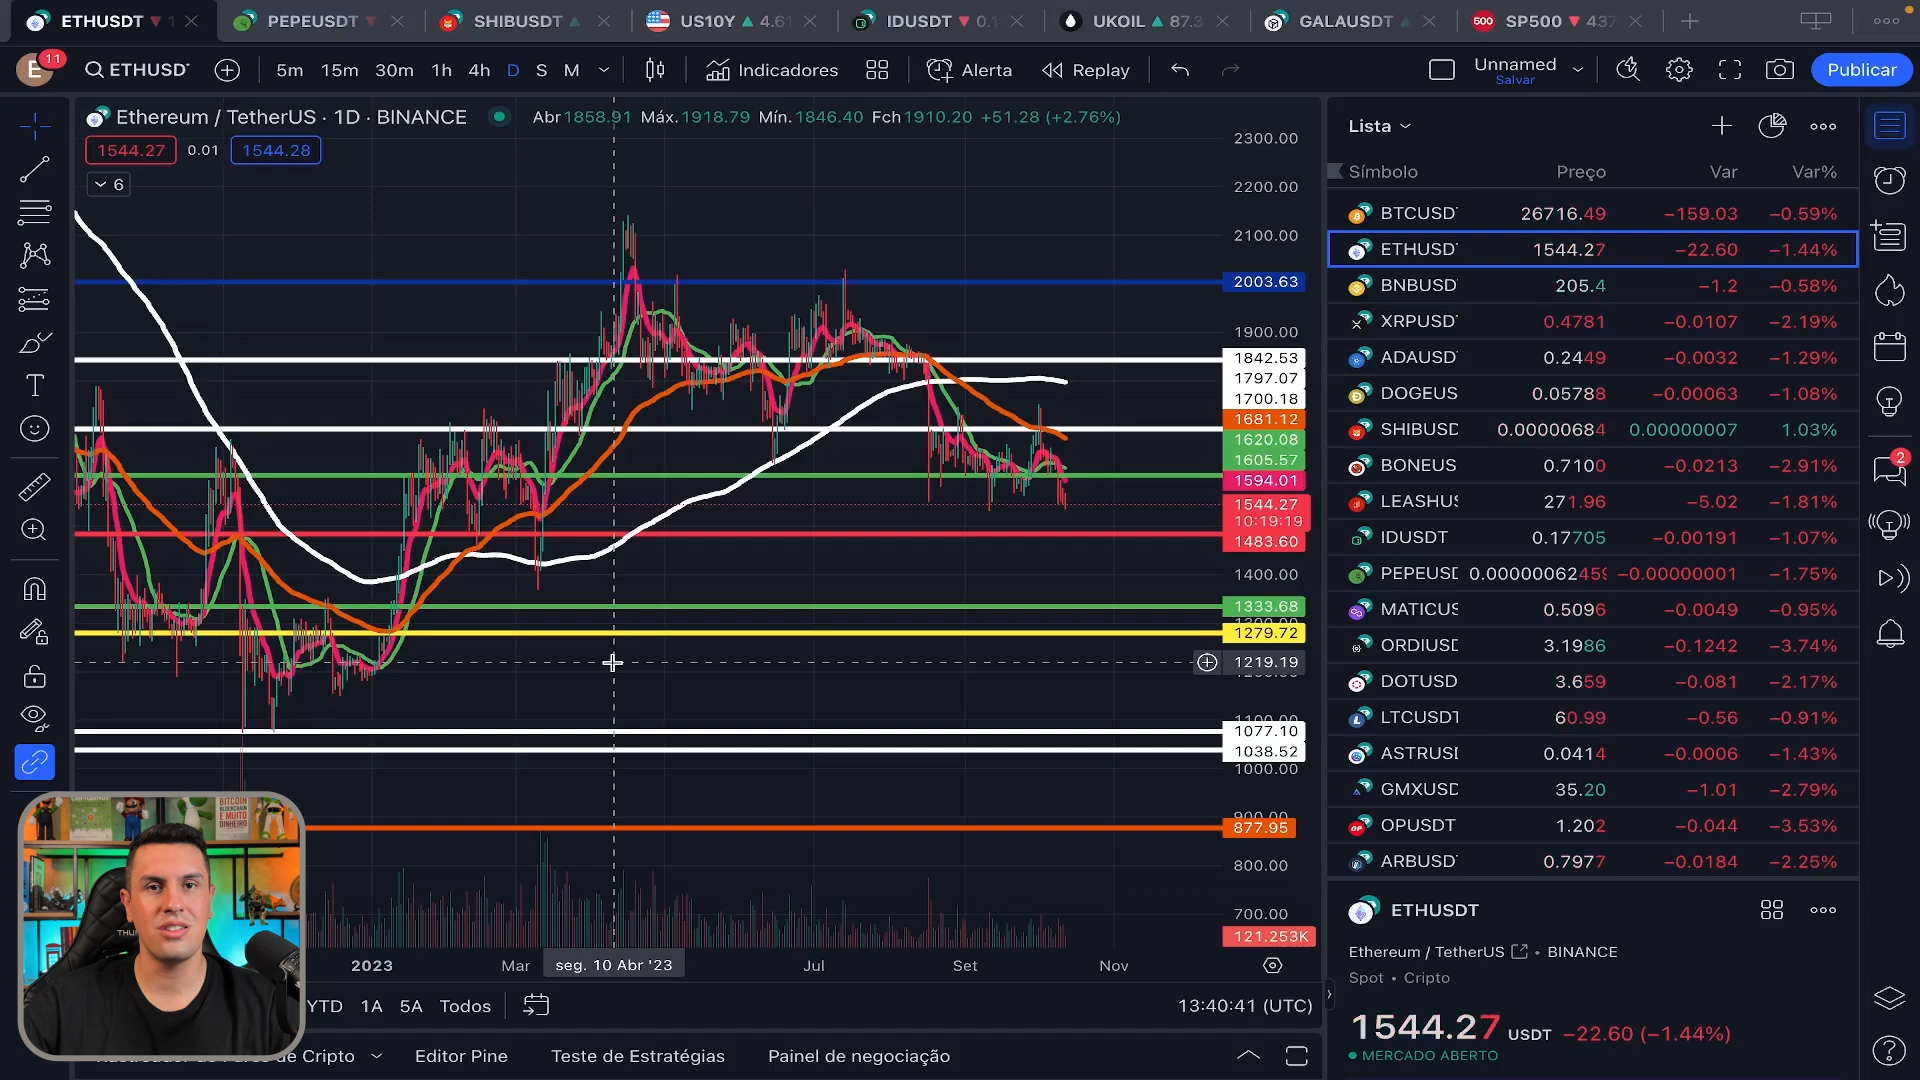 ETHUSDT ▼ 1
PEPEUSDT ▼
SHIBUSDT ▲
US10Y ▲ 4.61
IDUSDT ▼ 0.1
UKOIL ▲ 87.3
GALAUSDT ▲
500 SP500 ▼ 437
E 11
ETHUSD
5m 15m 30m 1h 4h D S M
Indicadores
Alerta
Replay
Unnamed
Salvar
Publicar
Ethereum / TetherUS · 1D · BINANCE
Abr1858.91 Máx.1918.79 Mín.1846.40 Fch1910.20 +51.28 (+2.76%)
1544.27 0.01 1544.28
6
2300.00
2200.00
2100.00
2003.63
1900.00
1842.53
1797.07
1700.18
1681.12
1620.08
1605.57
1594.01
1544.27
10:19:19
1483.60
1400.00
1333.68
1279.72
1219.19
1077.10
1038.52
1000.00
877.95
800.00
700.00
121.253K
2023 Mar seg. 10 Abr '23 Jul Set Nov
YTD 1A 5A Todos
13:40:41 (UTC)
de Cripto
Editor Pine
Teste de Estratégias
Painel de negociação
BITCOIN
BLOCKCHAIN
E MUITO
DINHEIRO
Lista
Símbolo Preço Var Var%
BTCUSD 26716.49 −159.03 −0.59%
ETHUSD 1544.27 −22.60 −1.44%
BNBUSD 205.4 −1.2 −0.58%
XRPUSD 0.4781 −0.0107 −2.19%
ADAUSD 0.2449 −0.0032 −1.29%
DOGEUS 0.05788 −0.00063 −1.08%
SHIBUSD 0.00000684 0.00000007 1.03%
BONEUS 0.7100 −0.0213 −2.91%
LEASHUS 271.96 −5.02 −1.81%
IDUSDT 0.17705 −0.00191 −1.07%
PEPEUSD 0.00000062459 −0.00000001 −1.75%
MATICUS 0.5096 −0.0049 −0.95%
ORDIUSD 3.1986 −0.1242 −3.74%
DOTUSD 3.659 −0.081 −2.17%
LTCUSDT 60.99 −0.56 −0.91%
ASTRUSD 0.0414 −0.0006 −1.43%
GMXUSD 35.20 −1.01 −2.79%
OPUSDT 1.202 −0.044 −3.53%
ARBUSD 0.7977 −0.0184 −2.25%
ETHUSDT
Ethereum / TetherUS • BINANCE
Spot • Cripto
1544.27 USDT −22.60 (−1.44%)
MERCADO ABERTO
2